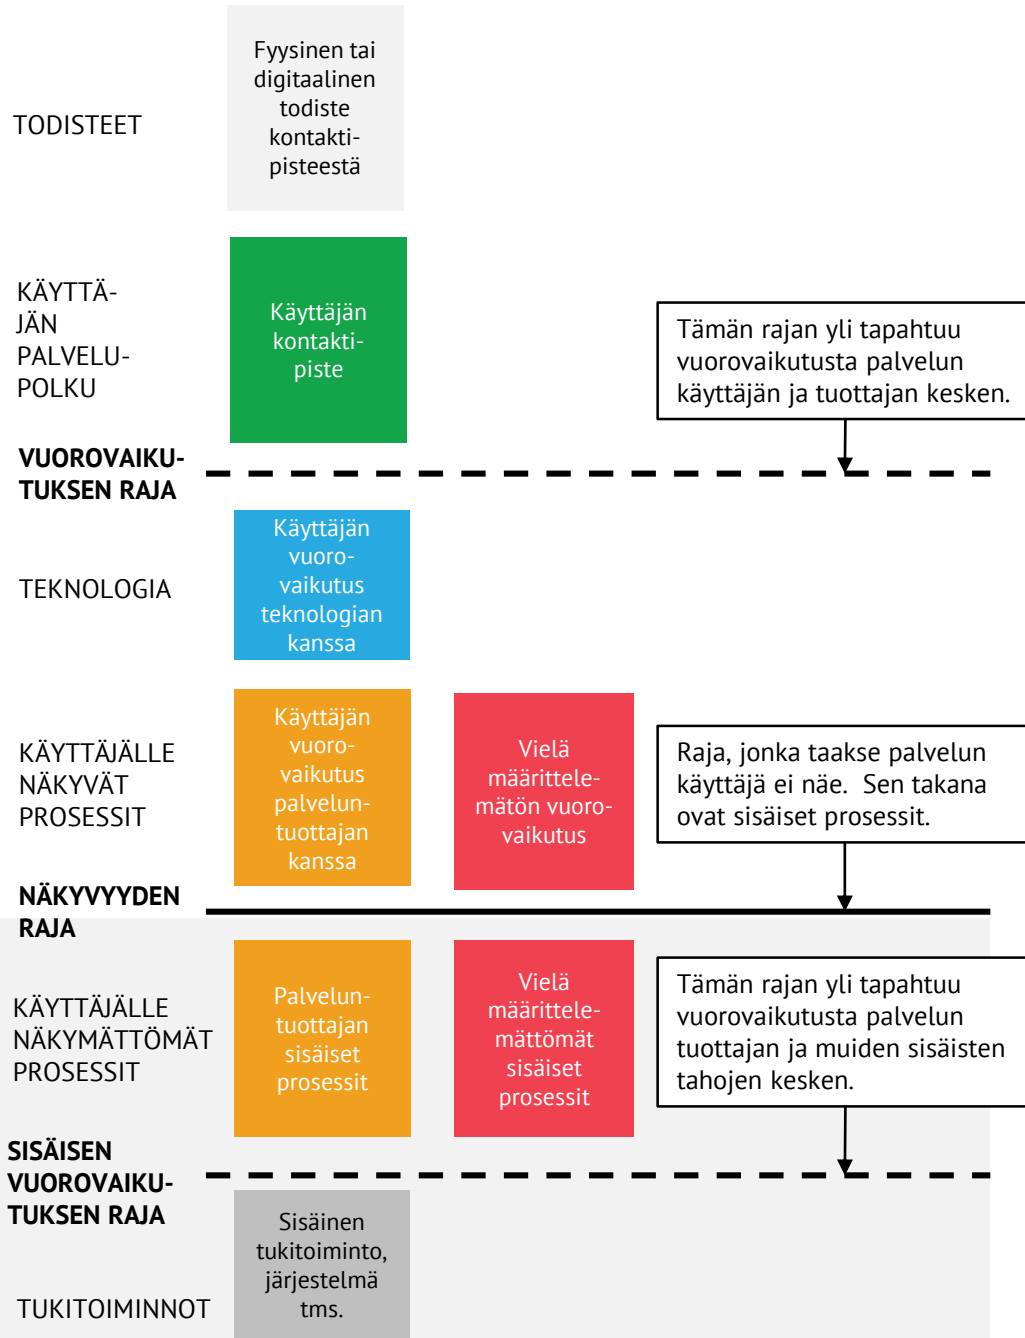 Fyysinen tai
digitaalinen
todiste
kontakti-
pisteestä
TODISTEET
KÄYTTÄ-
JÄN
PALVELU-
POLKU
Käyttäjän
kontakti-
piste
Tämän rajan yli tapahtuu
vuorovaikutusta palvelun
käyttäjän ja tuottajan kesken.
VUOROVAIKU-
TUKSEN RAJA
TEKNOLOGIA
Käyttäjän
vuoro-
vaikutus
teknologian
kanssa
KÄYTTÄJÄLLE
NÄKYVÄT
PROSESSIT
Käyttäjän
vuoro-
vaikutus
palvelun-
tuottajan
kanssa
Vielä
määrittele-
mätön vuoro-
vaikutus
Raja, jonka taakse palvelun
käyttäjä ei näe.  Sen takana
ovat sisäiset prosessit.
NÄKYVYYDEN
RAJA
KÄYTTÄJÄLLE
NÄKYMÄTTÖMÄT
PROSESSIT
Palvelun-
tuottajan
sisäiset
prosessit
Vielä
määrittele-
mättömät
sisäiset
prosessit
Tämän rajan yli tapahtuu
vuorovaikutusta palvelun
tuottajan ja muiden sisäisten
tahojen kesken.
SISÄISEN
VUOROVAIKU-
TUKSEN RAJA
Sisäinen
tukitoiminto,
järjestelmä
tms.
TUKITOIMINNOT